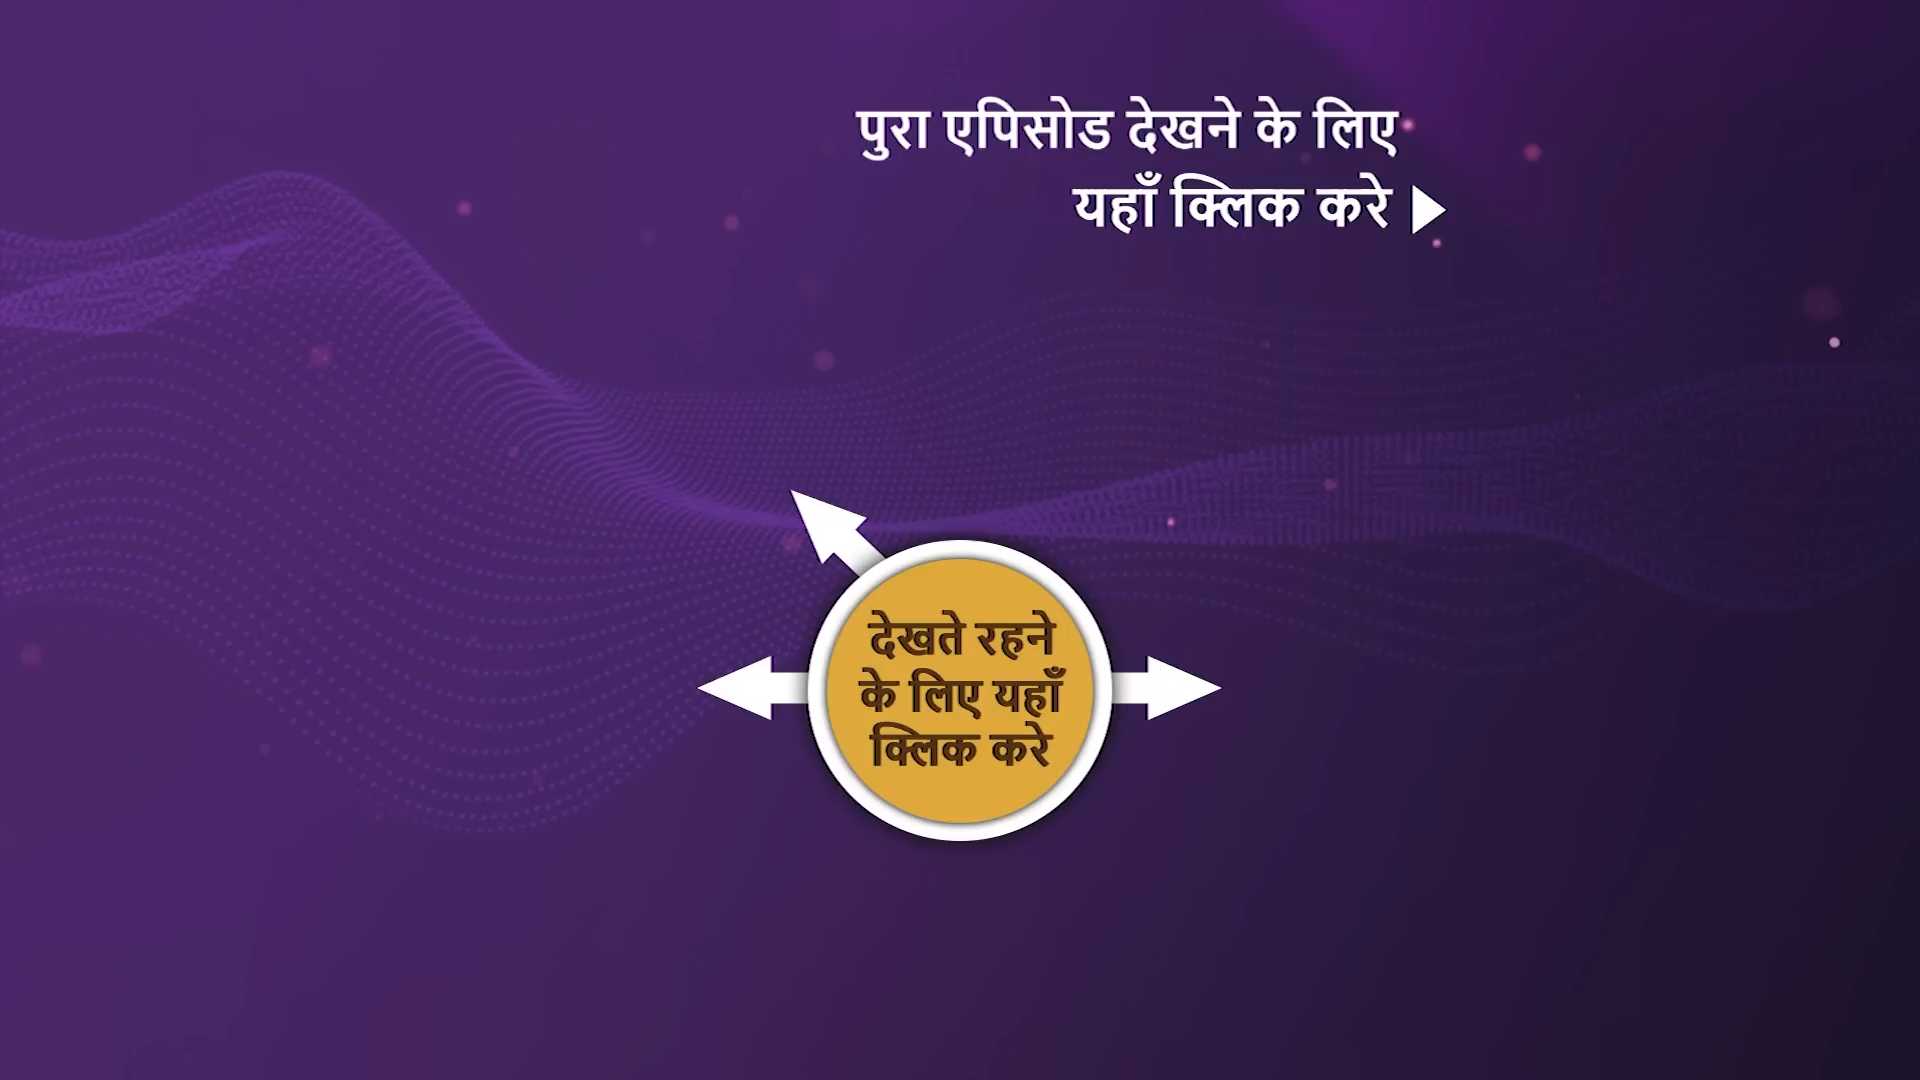 पुरा एपिसोड देखने के लिए
यहाँ क्लिक करे
देखते रहने
के लिए यहाँ
क्लिक करे